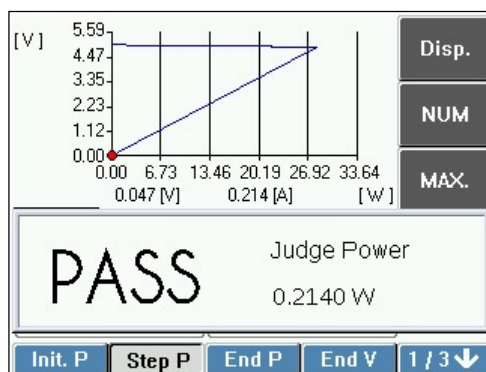 [V]
5.59
4.47
3.35
2.23
1.12
0.00
0.00 6.73 13.46 20.19 26.92 33.64
0.047 [V] 0.214 [A] [W]
Disp.
NUM
MAX.
PASS
Judge Power
0.2140 W
Init. P Step P End P End V 1 / 3